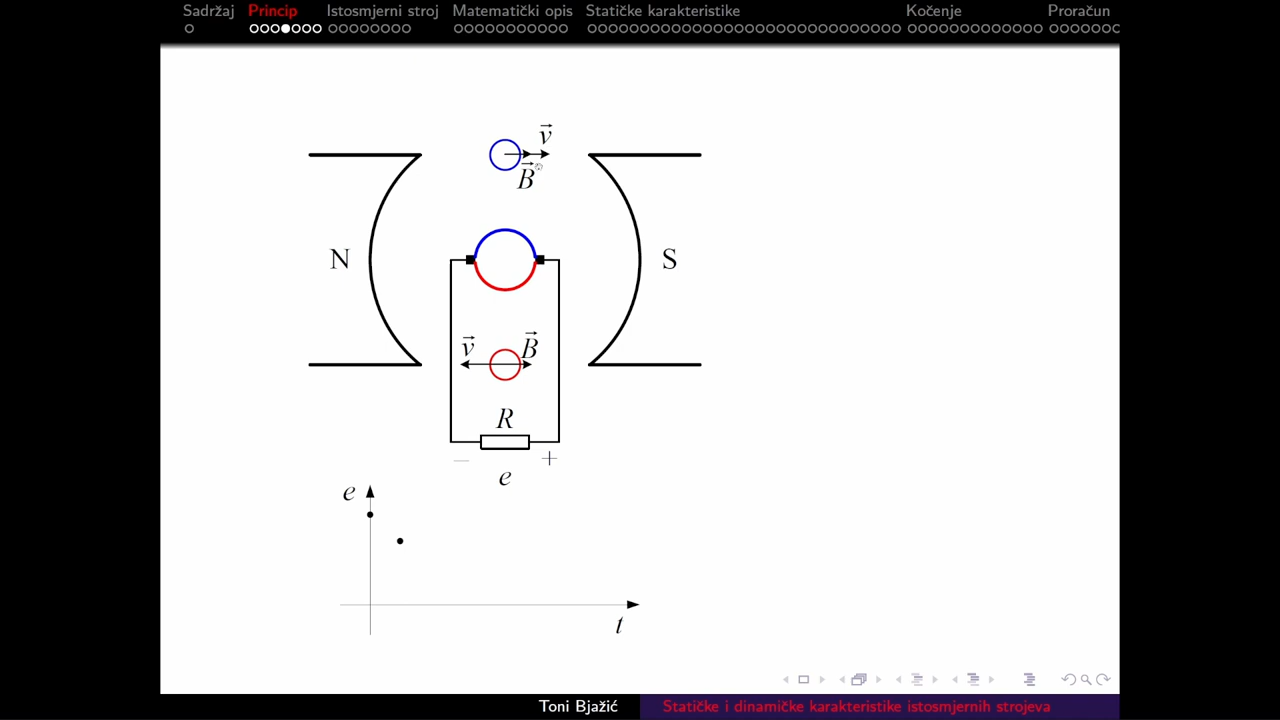 Sadržaj Princip Istosmjerni stroj Matematički opis Statičke karakteristike Kočenje Proračun
v
B
N
S
v B
R
− +
e
e
t
Toni Bjažić Statičke i dinamičke karakteristike istosmjernih strojeva